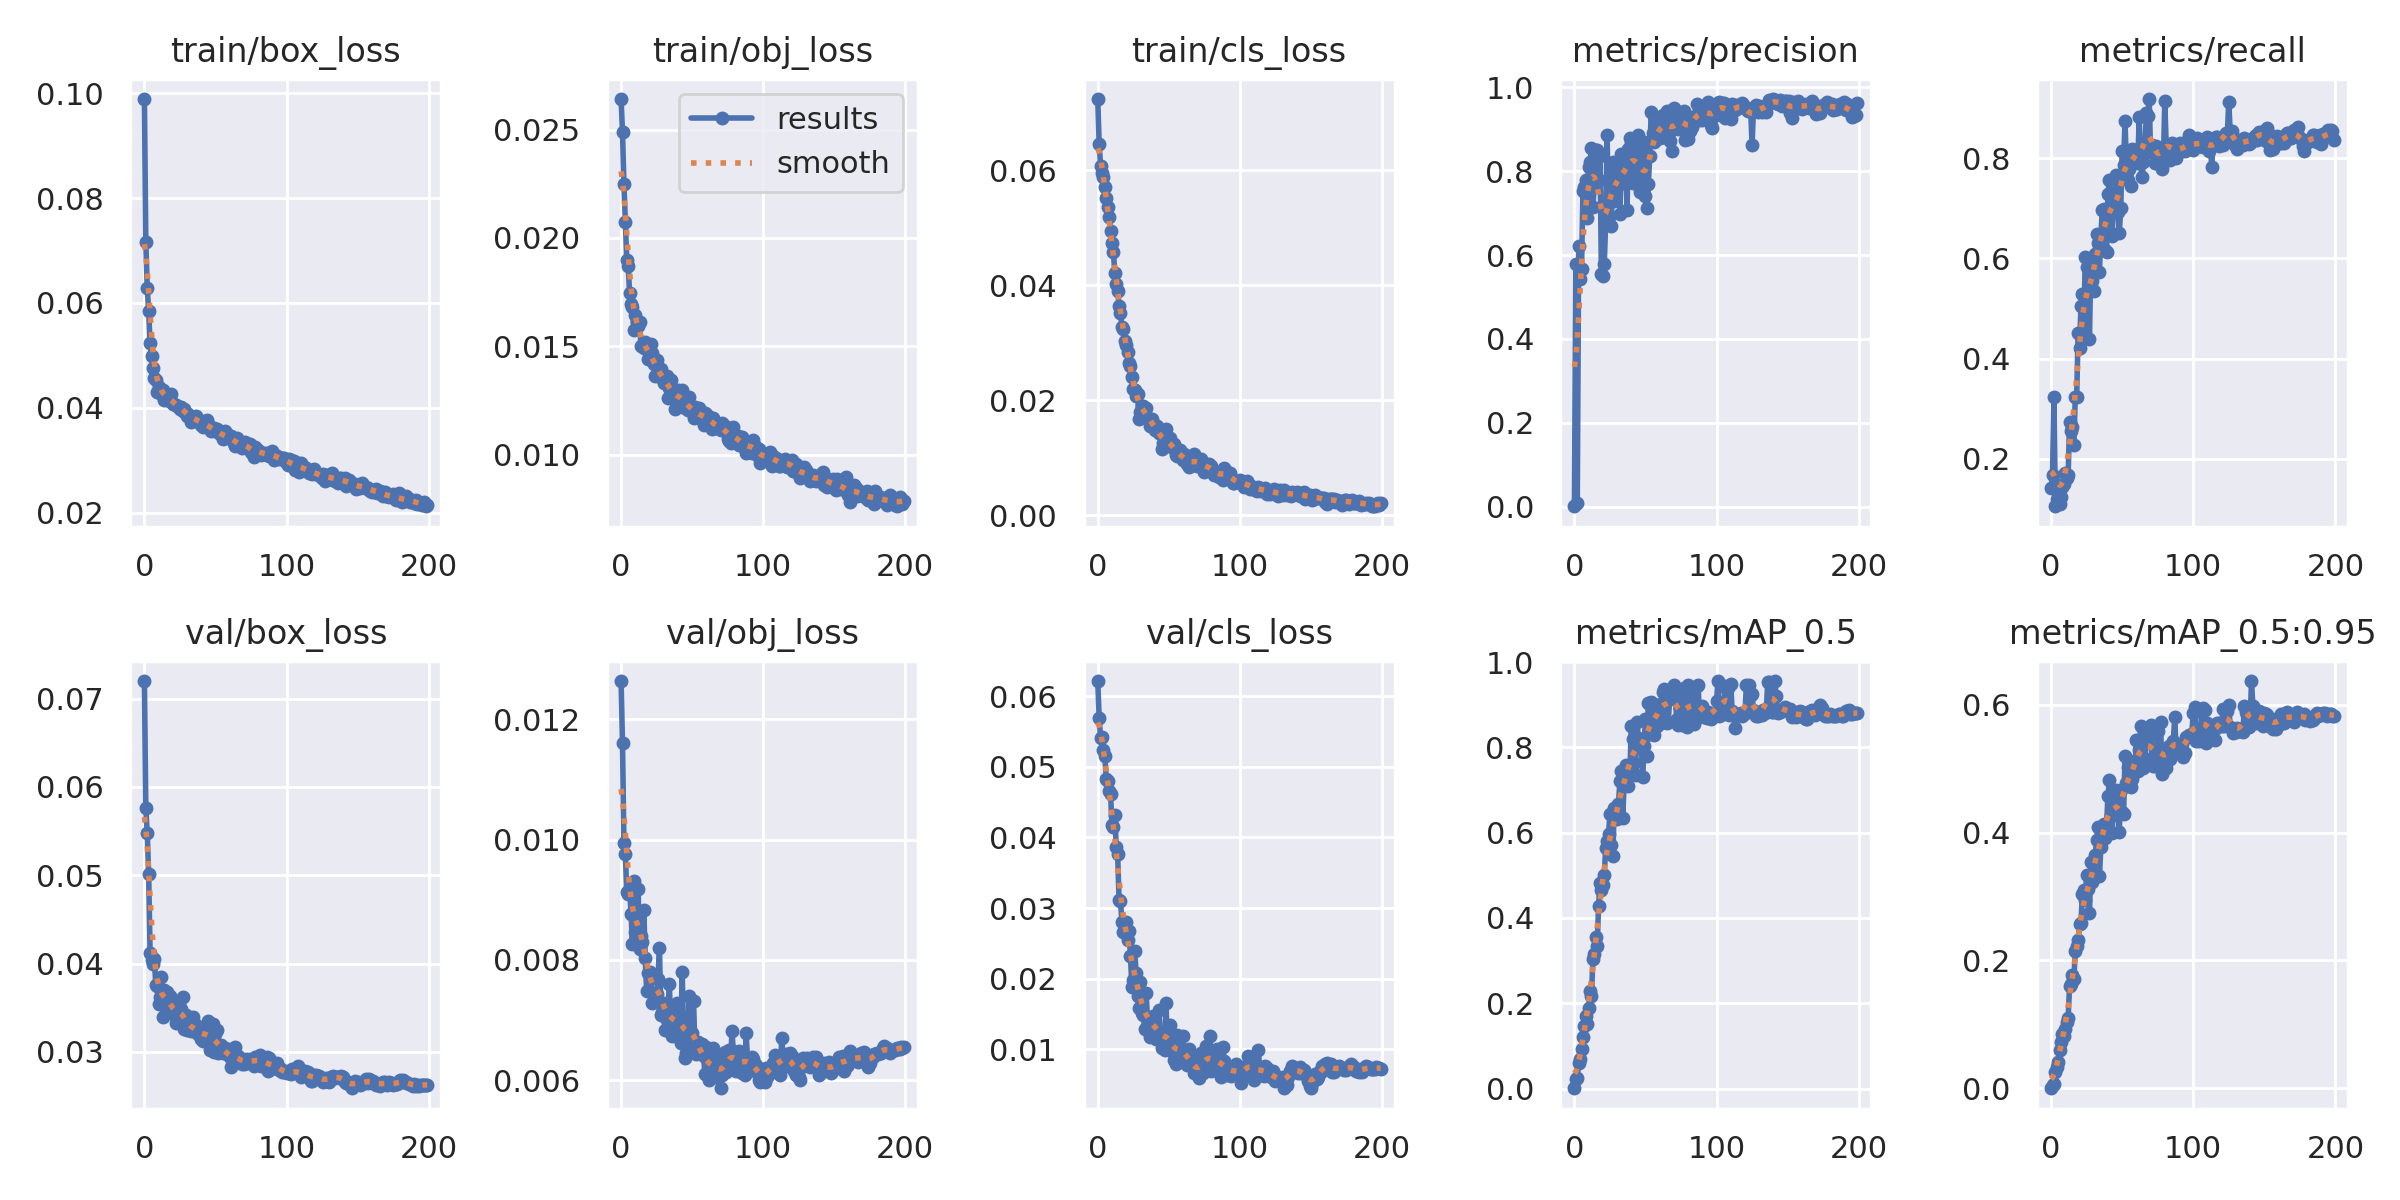 train/box_loss
train/obj_loss
train/cls_loss
metrics/precision
metrics/recall
0.10
0.08
0.06
0.04
0.02
0 100 200
0.025
0.020
0.015
0.010
results
smooth
0 100 200
0.06
0.04
0.02
0.00
0 100 200
1.0
0.8
0.6
0.4
0.2
0.0
0 100 200
0.8
0.6
0.4
0.2
0 100 200
val/box_loss
val/obj_loss
val/cls_loss
metrics/mAP_0.5
metrics/mAP_0.5:0.95
0.07
0.06
0.05
0.04
0.03
0 100 200
0.012
0.010
0.008
0.006
0 100 200
0.06
0.05
0.04
0.03
0.02
0.01
0 100 200
1.0
0.8
0.6
0.4
0.2
0.0
0 100 200
0.6
0.4
0.2
0.0
0 100 200